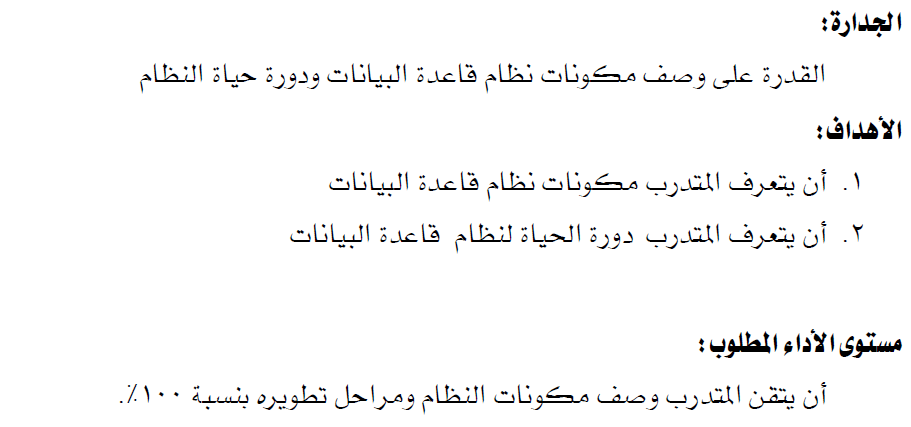 الجدارة:
القدرة على وصف مكونات نظام قاعدة البيانات ودورة حياة النظام
الأهداف:
١. أن يتعرف المتدرب مكونات نظام قاعدة البيانات
٢. أن يتعرف المتدرب دورة الحياة لنظام قاعدة البيانات
مستوى الأداء المطلوب:
أن يتقن المتدرب وصف مكونات النظام ومراحل تطويره بنسبة ١٠٠٪.